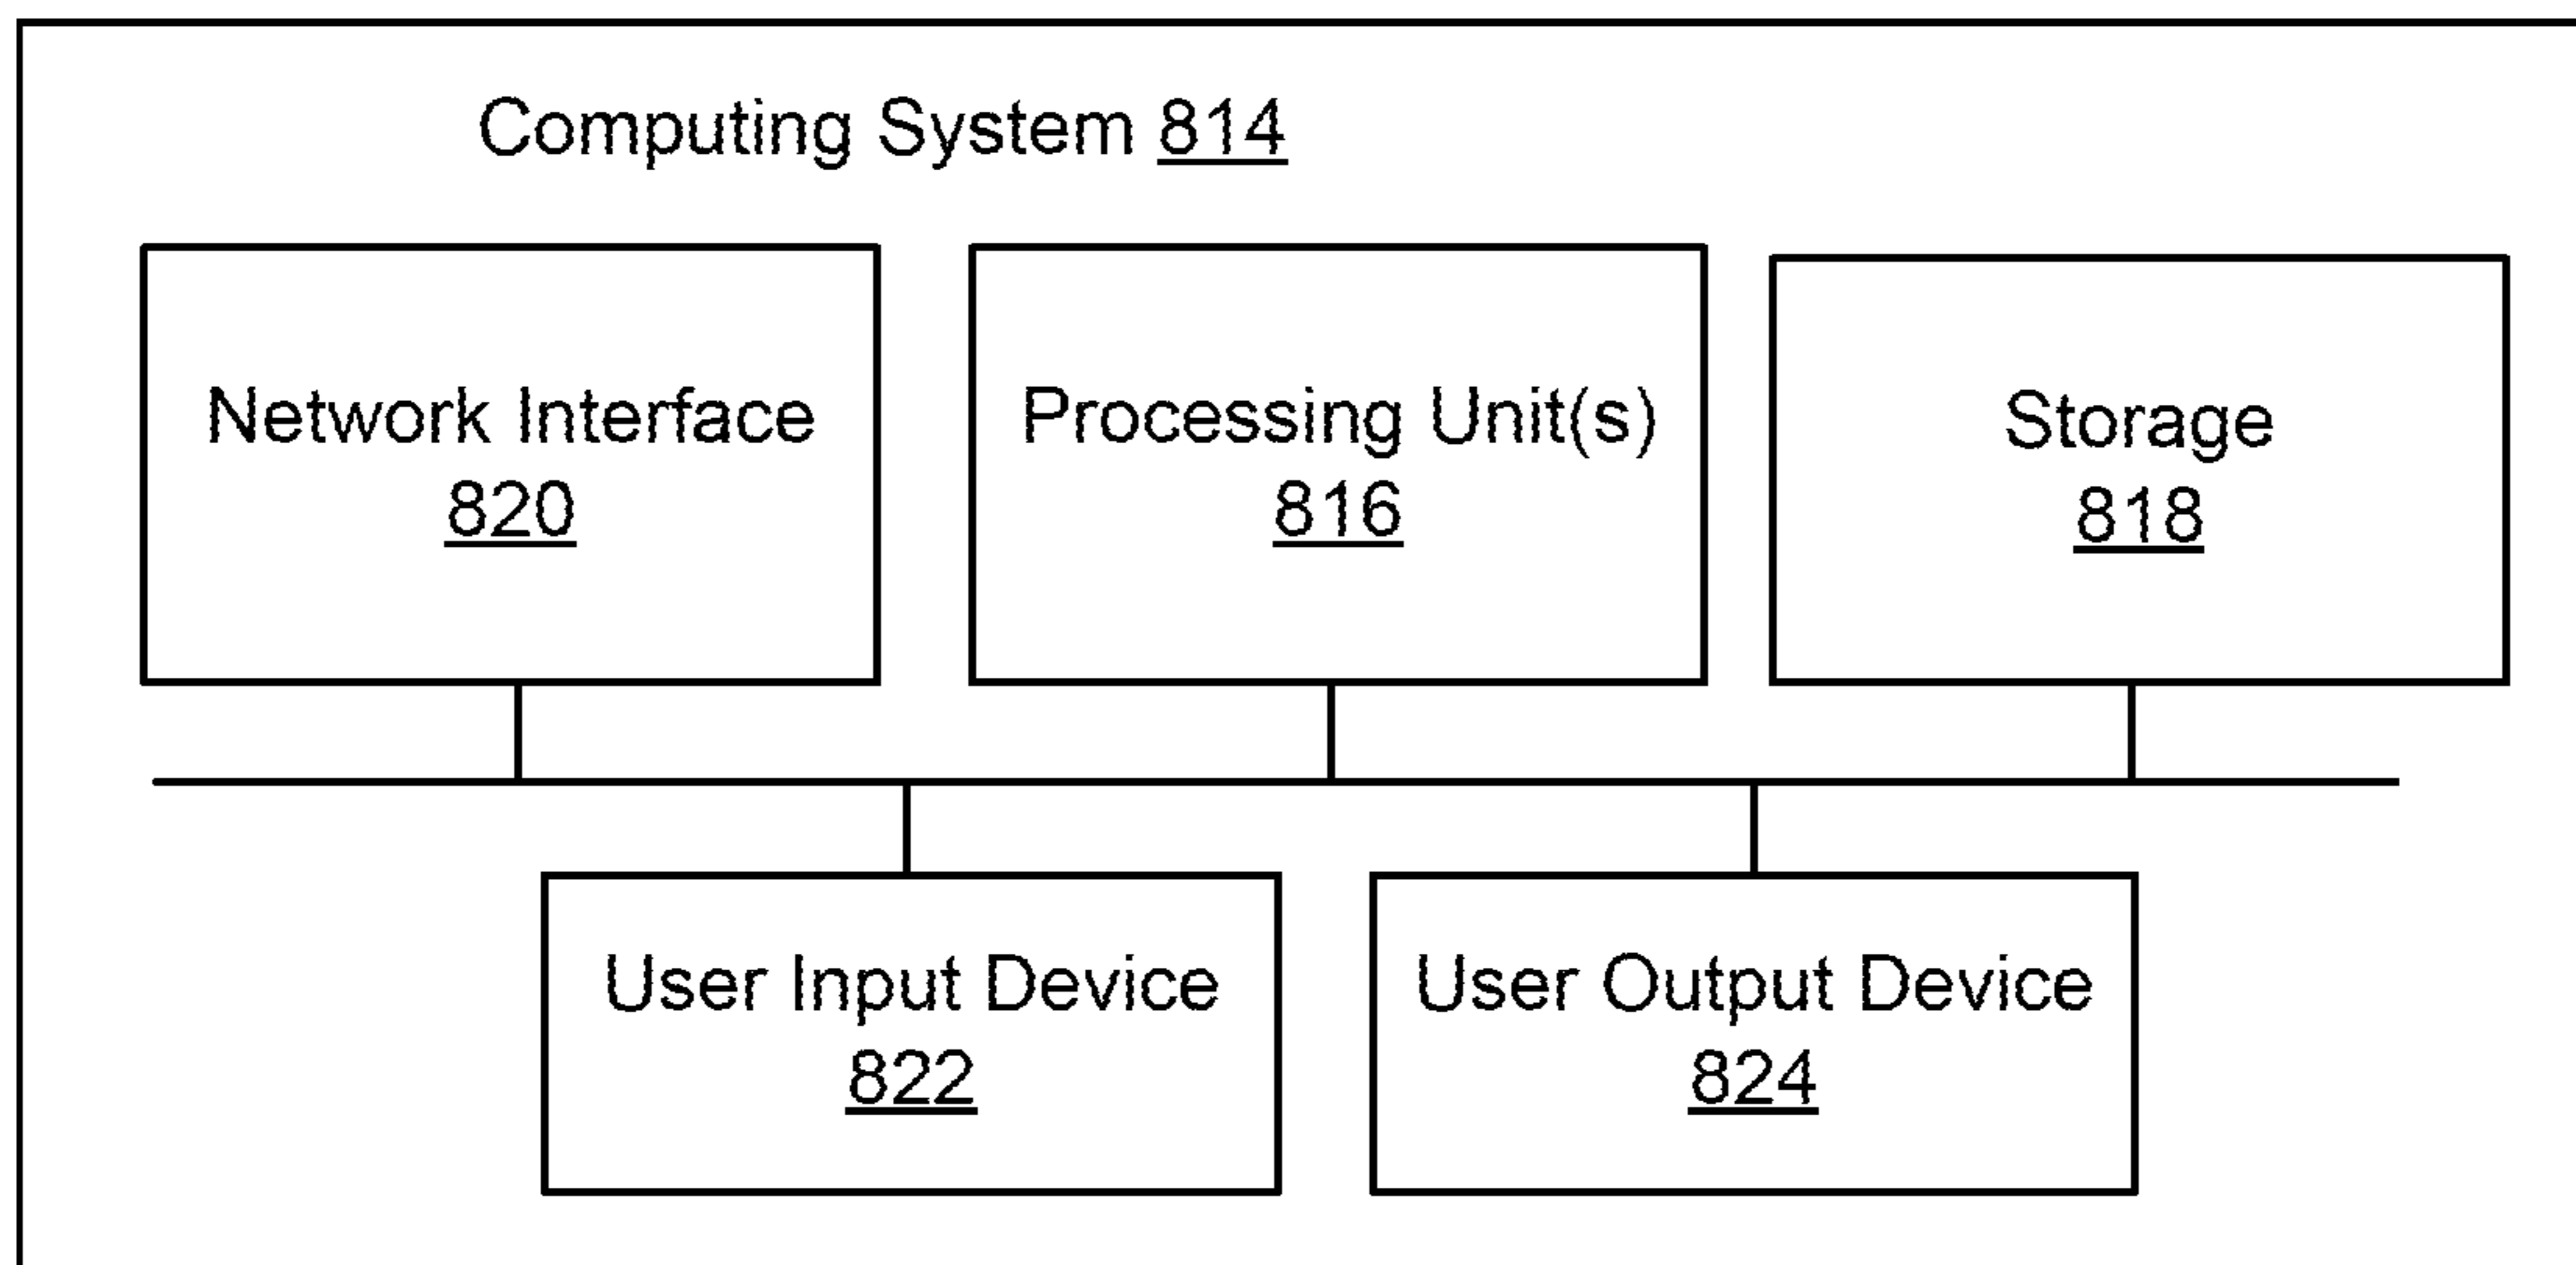 Computing System 814
Network Interface
820
Processing Unit(s)
816
Storage
818
User Input Device
822
User Output Device
824